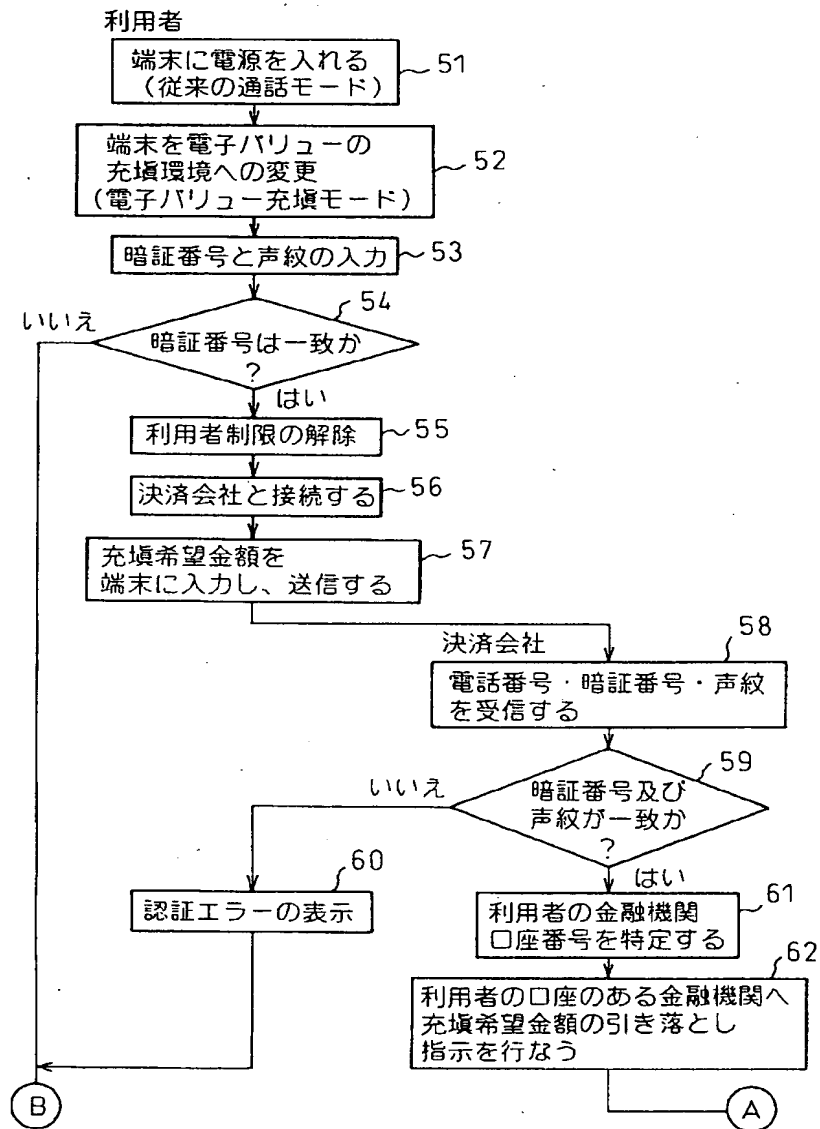 利用者
端末に電源を入れる
(従来の通話モード)
51
端末を電子バリューの
充塡環境への変更
(電子バリュー充塡モード)
52
暗証番号と声紋の入力
53
54
いいえ
暗証番号は一致か
?
はい
利用者制限の解除
55
決済会社と接続する
56
充塡希望金額を
端末に入力し、送信する
57
決済会社
58
電話番号・暗証番号・声紋
を受信する
59
いいえ
暗証番号及び
声紋が一致か
?
はい
60
認証エラーの表示
61
利用者の金融機関
口座番号を特定する
62
利用者の口座のある金融機関へ
充塡希望金額の引き落とし
指示を行なう
B
A